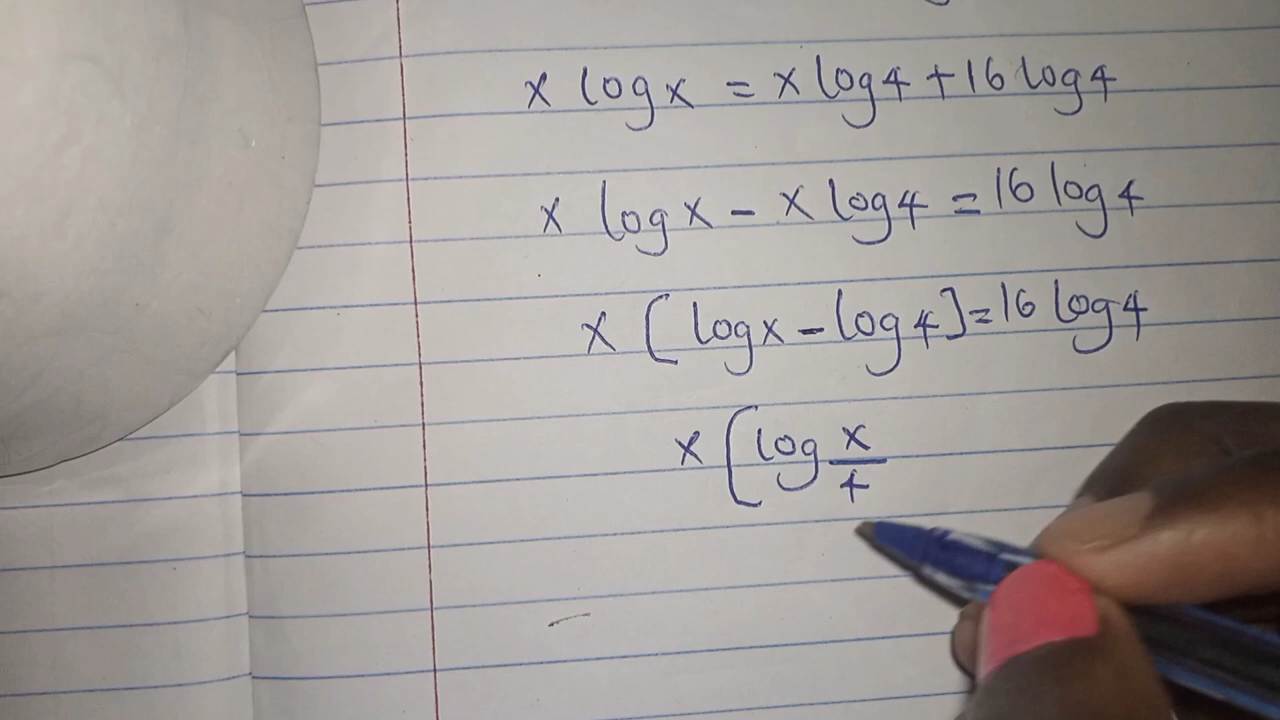 x log x = x log 4 + 16 log 4
x log x - x log 4 = 16 log 4
x [log x - log 4] = 16 log 4
x [log x/4